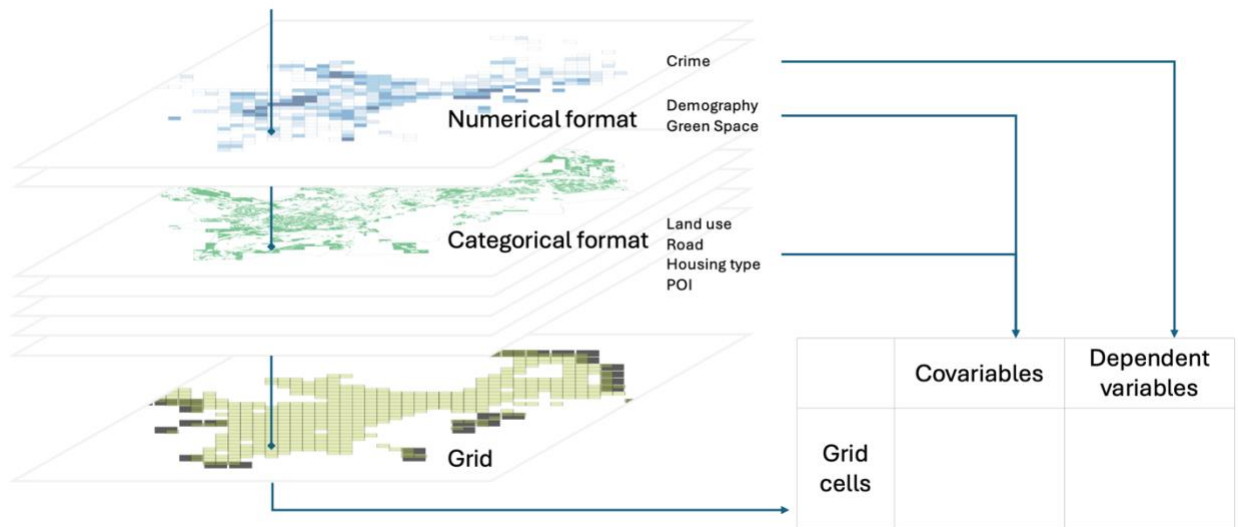 Crime
Numerical format
Demography
Green Space
Categorical format
Land use
Road
Housing type
POI
Grid
Covariables
Dependent
variables
Grid
cells